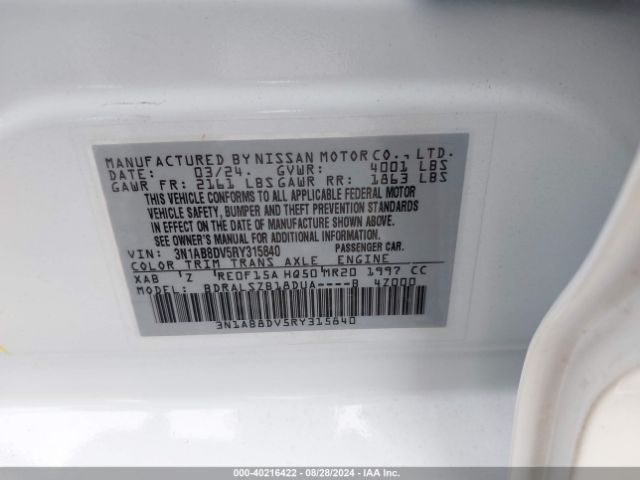 MANUFACTURED BY NISSAN MOTOR CO., LTD.
DATE: 03/24. GVWR: 4001 LBS
GAWR FR: 2161 LBS GAWR RR: 1863 LBS
THIS VEHICLE CONFORMS TO ALL APPLICABLE FEDERAL MOTOR
VEHICLE SAFETY, BUMPER AND THEFT PREVENTION STANDARDS
IN EFFECT ON THE DATE OF MANUFACTURE SHOWN ABOVE.
SEE OWNER'S MANUAL FOR ADDITIONAL INFORMATION
VIN: 3N1AB8DV5RY315840 PASSENGER CAR.
COLOR TRIM TRANS AXLE ENGINE
XAB 'Z RE0F15A HQ50 MR20 1997 CC
MODEL: BDRALSZB18DUA----B 4Z000
3N1AB8DV5RY315840
000-40216422 - 08/28/2024 - IAA Inc.